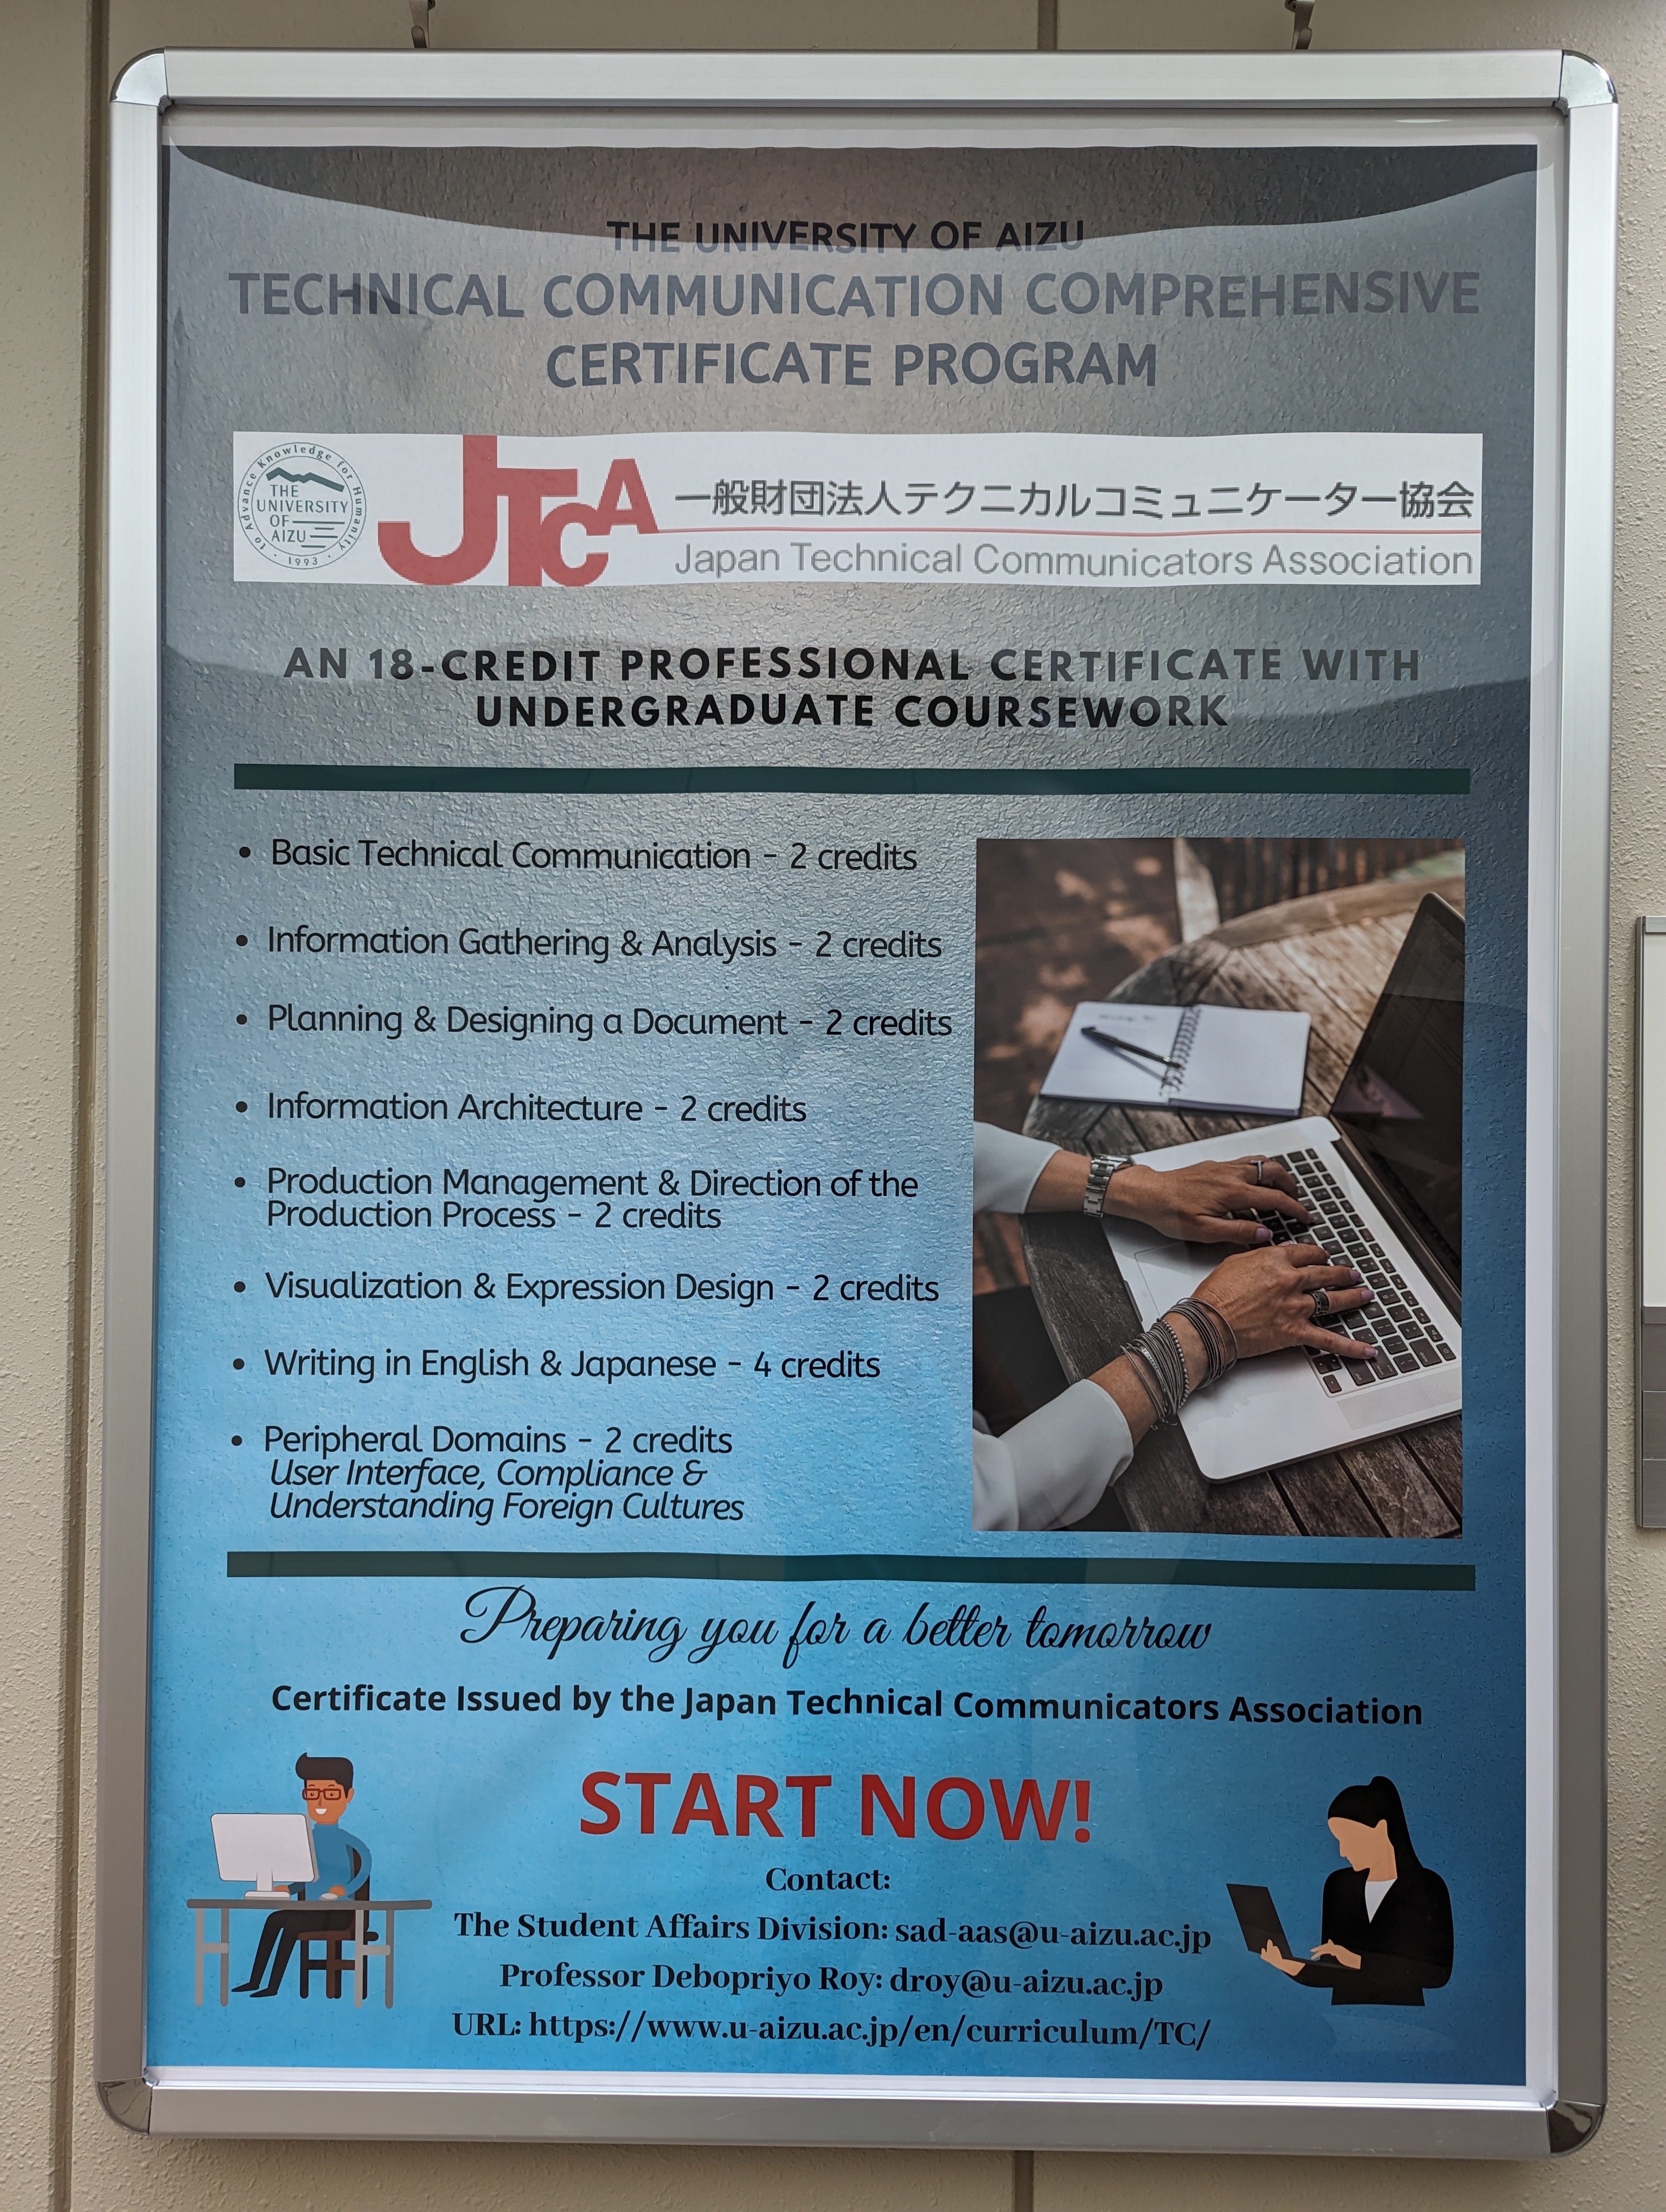 THE UNIVERSITY OF AIZU
TECHNICAL COMMUNICATION COMPREHENSIVE
CERTIFICATE PROGRAM
to Advance Knowledge for Humanity
THE
UNIVERSITY
OF
AIZU
1993
JTCA
一般財団法人テクニカルコミュニケーター協会
Japan Technical Communicators Association
AN 18-CREDIT PROFESSIONAL CERTIFICATE WITH
UNDERGRADUATE COURSEWORK
• Basic Technical Communication - 2 credits
• Information Gathering & Analysis - 2 credits
• Planning & Designing a Document - 2 credits
• Information Architecture - 2 credits
• Production Management & Direction of the
Production Process - 2 credits
• Visualization & Expression Design - 2 credits
• Writing in English & Japanese - 4 credits
• Peripheral Domains - 2 credits
User Interface, Compliance &
Understanding Foreign Cultures
Preparing you for a better tomorrow
Certificate Issued by the Japan Technical Communicators Association
START NOW!
Contact:
The Student Affairs Division: sad-aas@u-aizu.ac.jp
Professor Debopriyo Roy: droy@u-aizu.ac.jp
URL: https://www.u-aizu.ac.jp/en/curriculum/TC/